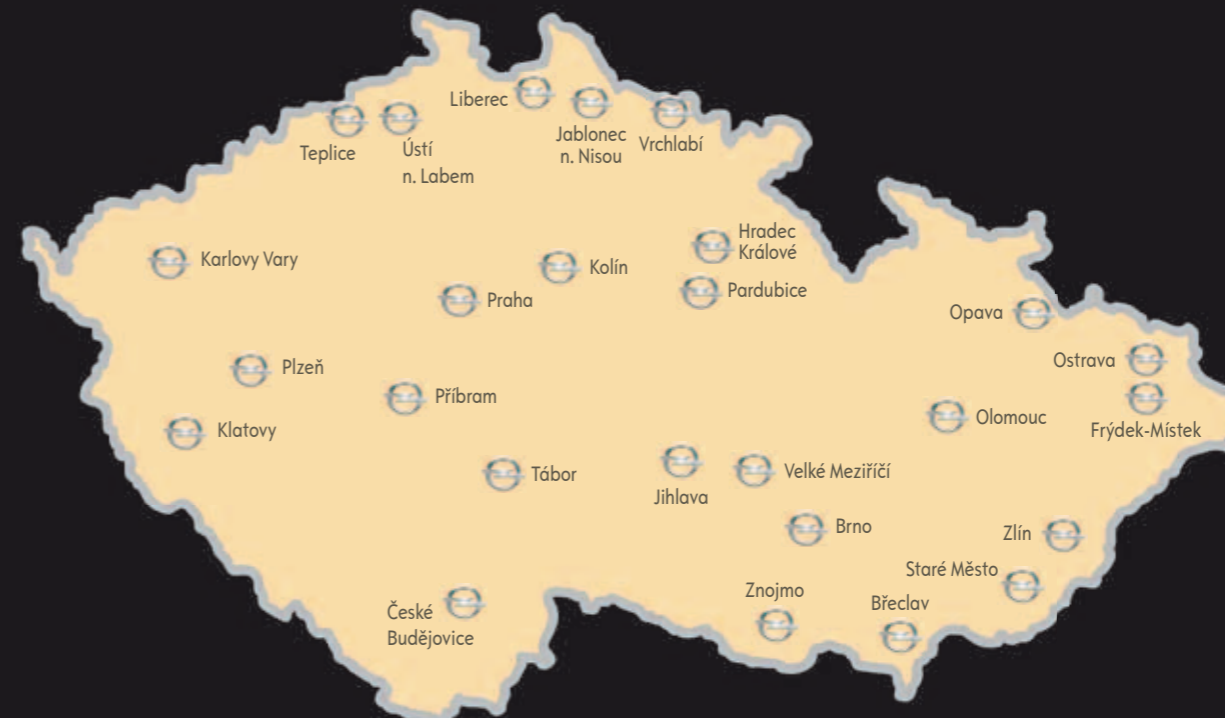 Liberec
Jablonec
n. Nisou
Vrchlabí
Teplice
Ústí
n. Labem
Karlovy Vary
Hradec
Králové
Kolín
Praha
Pardubice
Opava
Ostrava
Plzeň
Příbram
Olomouc
Frýdek-Místek
Klatovy
Tábor
Jihlava
Velké Meziříčí
Brno
Zlín
Staré Město
Znojmo
Břeclav
České
Budějovice